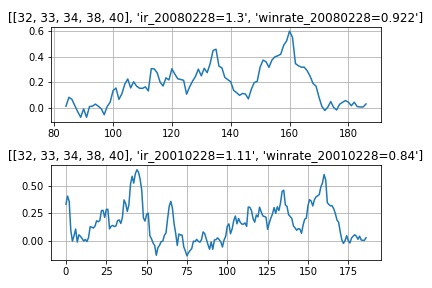 [[32, 33, 34, 38, 40], 'ir_20080228=1.3', 'winrate_20080228=0.922']
0.6
0.4
0.2
0.0
80 100 120 140 160 180
[[32, 33, 34, 38, 40], 'ir_20010228=1.11', 'winrate_20010228=0.84']
0.50
0.25
0.00
0 25 50 75 100 125 150 175